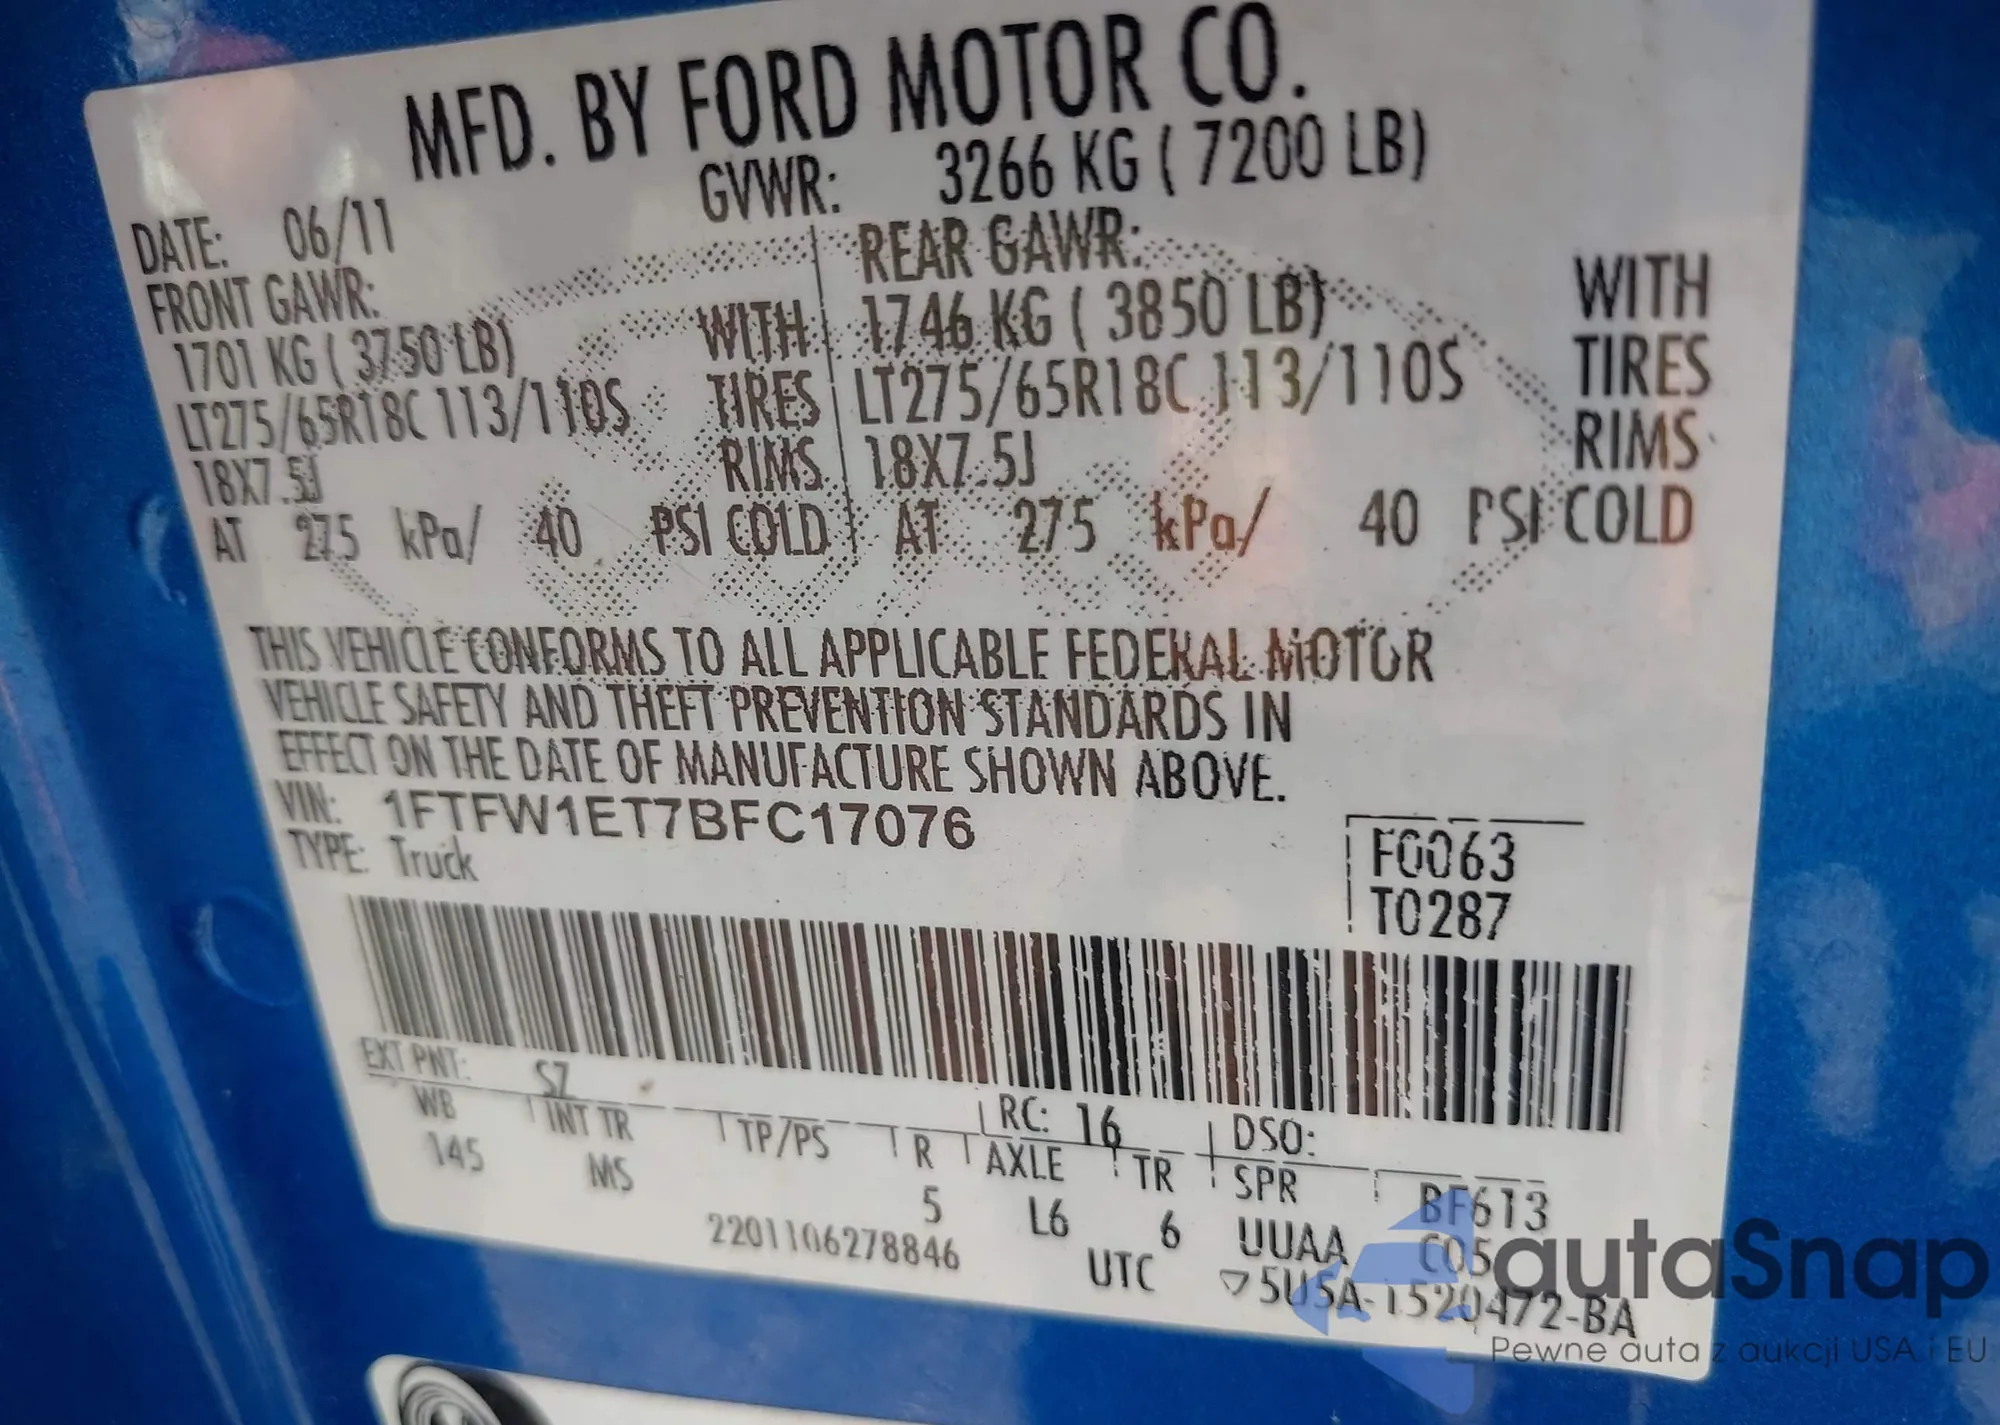 MFD. BY FORD MOTOR CO.
DATE: 06/11 GVWR: 3266 KG ( 7200 LB)
FRONT GAWR: REAR GAWR:
1701 KG ( 3750 LB) WITH 1746 KG ( 3850 LB) WITH
LT275/65R18C 113/110S TIRES LT275/65R18C 113/110S TIRES
18X7.5J RIMS 18X7.5J RIMS
AT 275 kPa/ 40 PSI COLD AT 275 kPa/ 40 PSI COLD
THIS VEHICLE CONFORMS TO ALL APPLICABLE FEDERAL MOTOR
VEHICLE SAFETY AND THEFT PREVENTION STANDARDS IN
EFFECT ON THE DATE OF MANUFACTURE SHOWN ABOVE.
VIN: 1FTFW1ET7BFC17076
TYPE: Truck
F0063
T0287
EXT PNT: SZ RC: 16 DSO:
WB INT TR TP/PS R AXLE TR SPR BF613
145 MS 5 L6 6 UUAA C05
2201106278846 UTC ▽5U5A-1520472-BA
autaSnap
Pewne auta z aukcji USA i EU